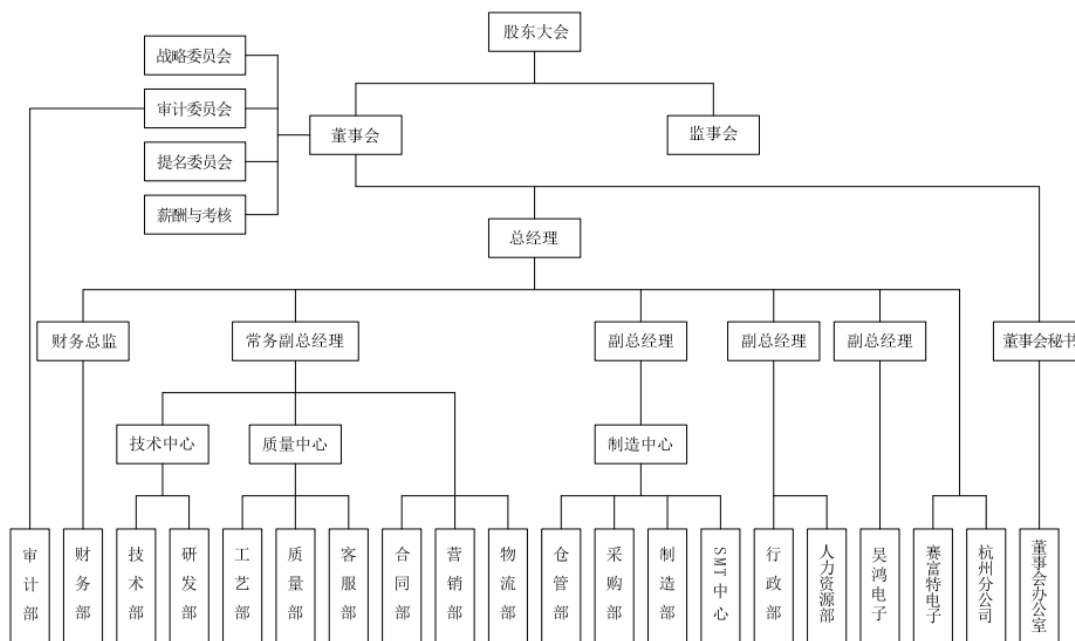 股东大会
战略委员会
审计委员会
董事会
监事会
提名委员会
薪酬与考核
总经理
财务总监
常务副总经理
副总经理
副总经理
副总经理
董事会秘书
技术中心
质量中心
制造中心
审计部
财务部
技术部
研发部
工艺部
质量部
客服部
合同部
营销部
物流部
仓管部
采购部
制造部
SMT中心
行政部
人力资源部
吴鸿电子
赛富特电子
杭州分公司
董事会办公室